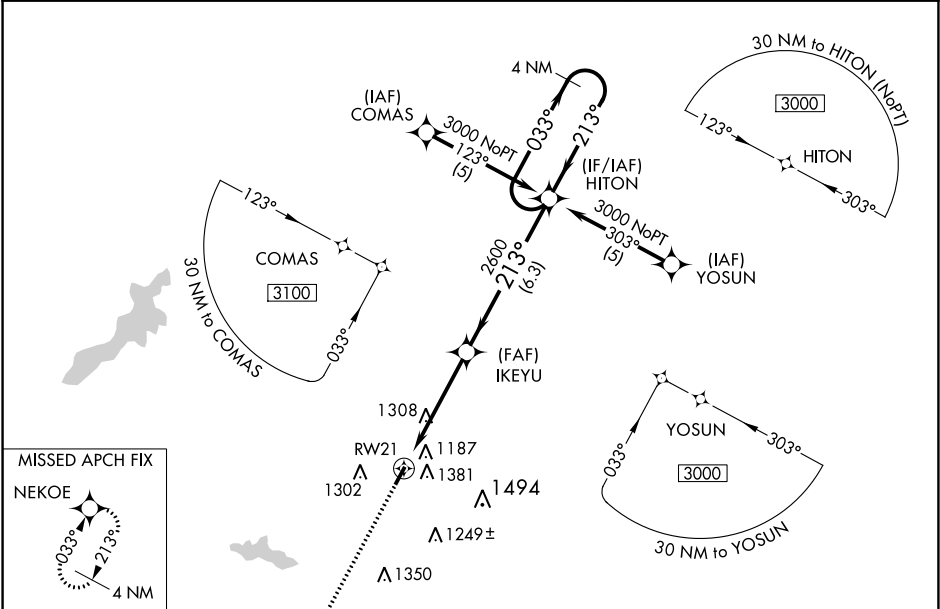 30 NM to HITON (NoPT)
3000
123°
HITON
303°
4 NM
033°
213°
(IAF)
COMAS
3000 NoPT
123°
(5)
(IF/IAF)
HITON
3000 NoPT
303°
(5)
(IAF)
YOSUN
123°
COMAS
3100
033°
30 NM to COMAS
2600
213°
(6.3)
(FAF)
IKEYU
1308
RW21
1187
1302
1381
1494
1249±
1350
YOSUN
303°
033°
3000
30 NM to YOSUN
MISSED APCH FIX
NEKOE
033°
213°
4 NM